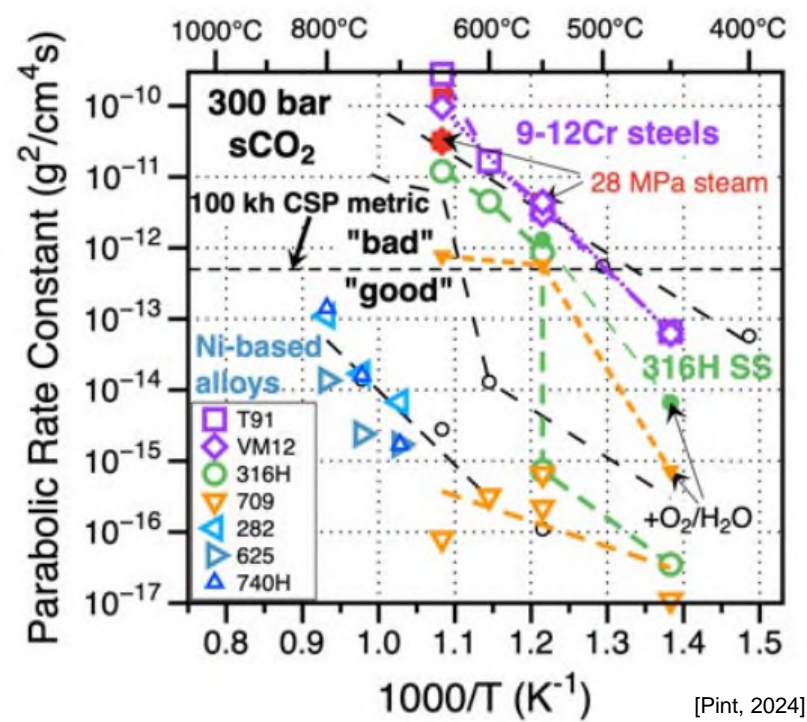 1000°C 800°C 600°C 500°C 400°C
Parabolic Rate Constant (g²/cm⁴s)
10⁻¹⁰
10⁻¹¹
10⁻¹²
10⁻¹³
10⁻¹⁴
10⁻¹⁵
10⁻¹⁶
10⁻¹⁷
300 bar
sCO₂
9-12Cr steels
28 MPa steam
100 kh CSP metric
"bad"
"good"
Ni-based
alloys
316H SS
T91
VM12
316H
709
282
625
740H
+O₂/H₂O
0.8 0.9 1.0 1.1 1.2 1.3 1.4 1.5
1000/T (K⁻¹)
[Pint, 2024]